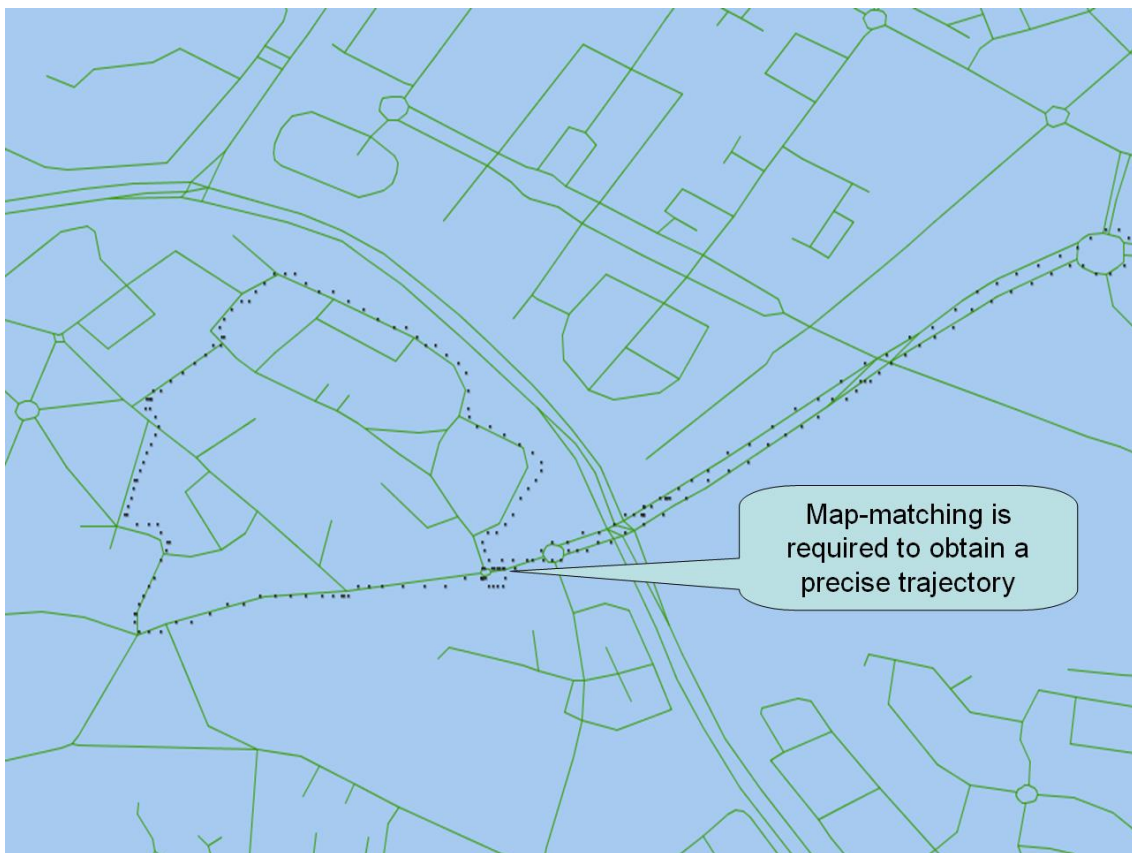 Map-matching is
required to obtain a
precise trajectory